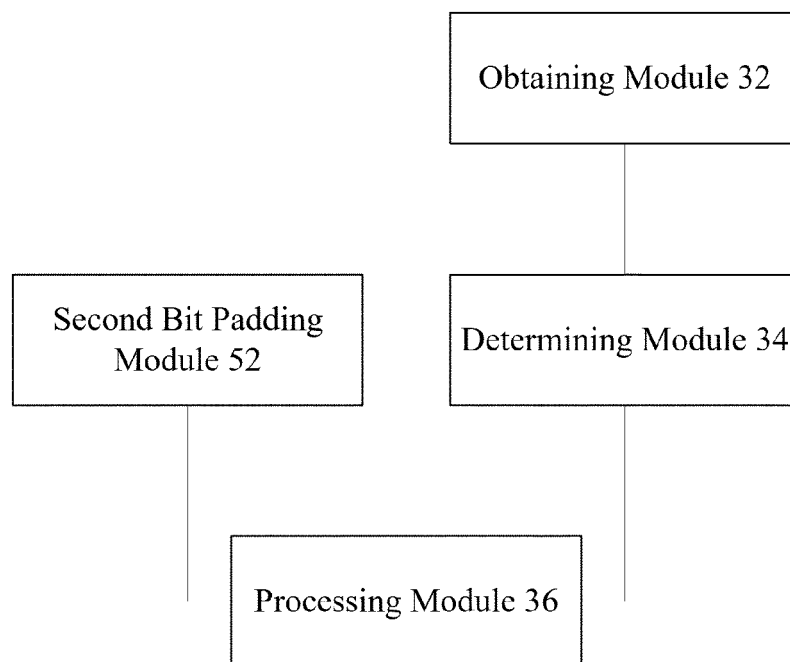 Obtaining Module 32
Second Bit Padding
Module 52
Determining Module 34
Processing Module 36